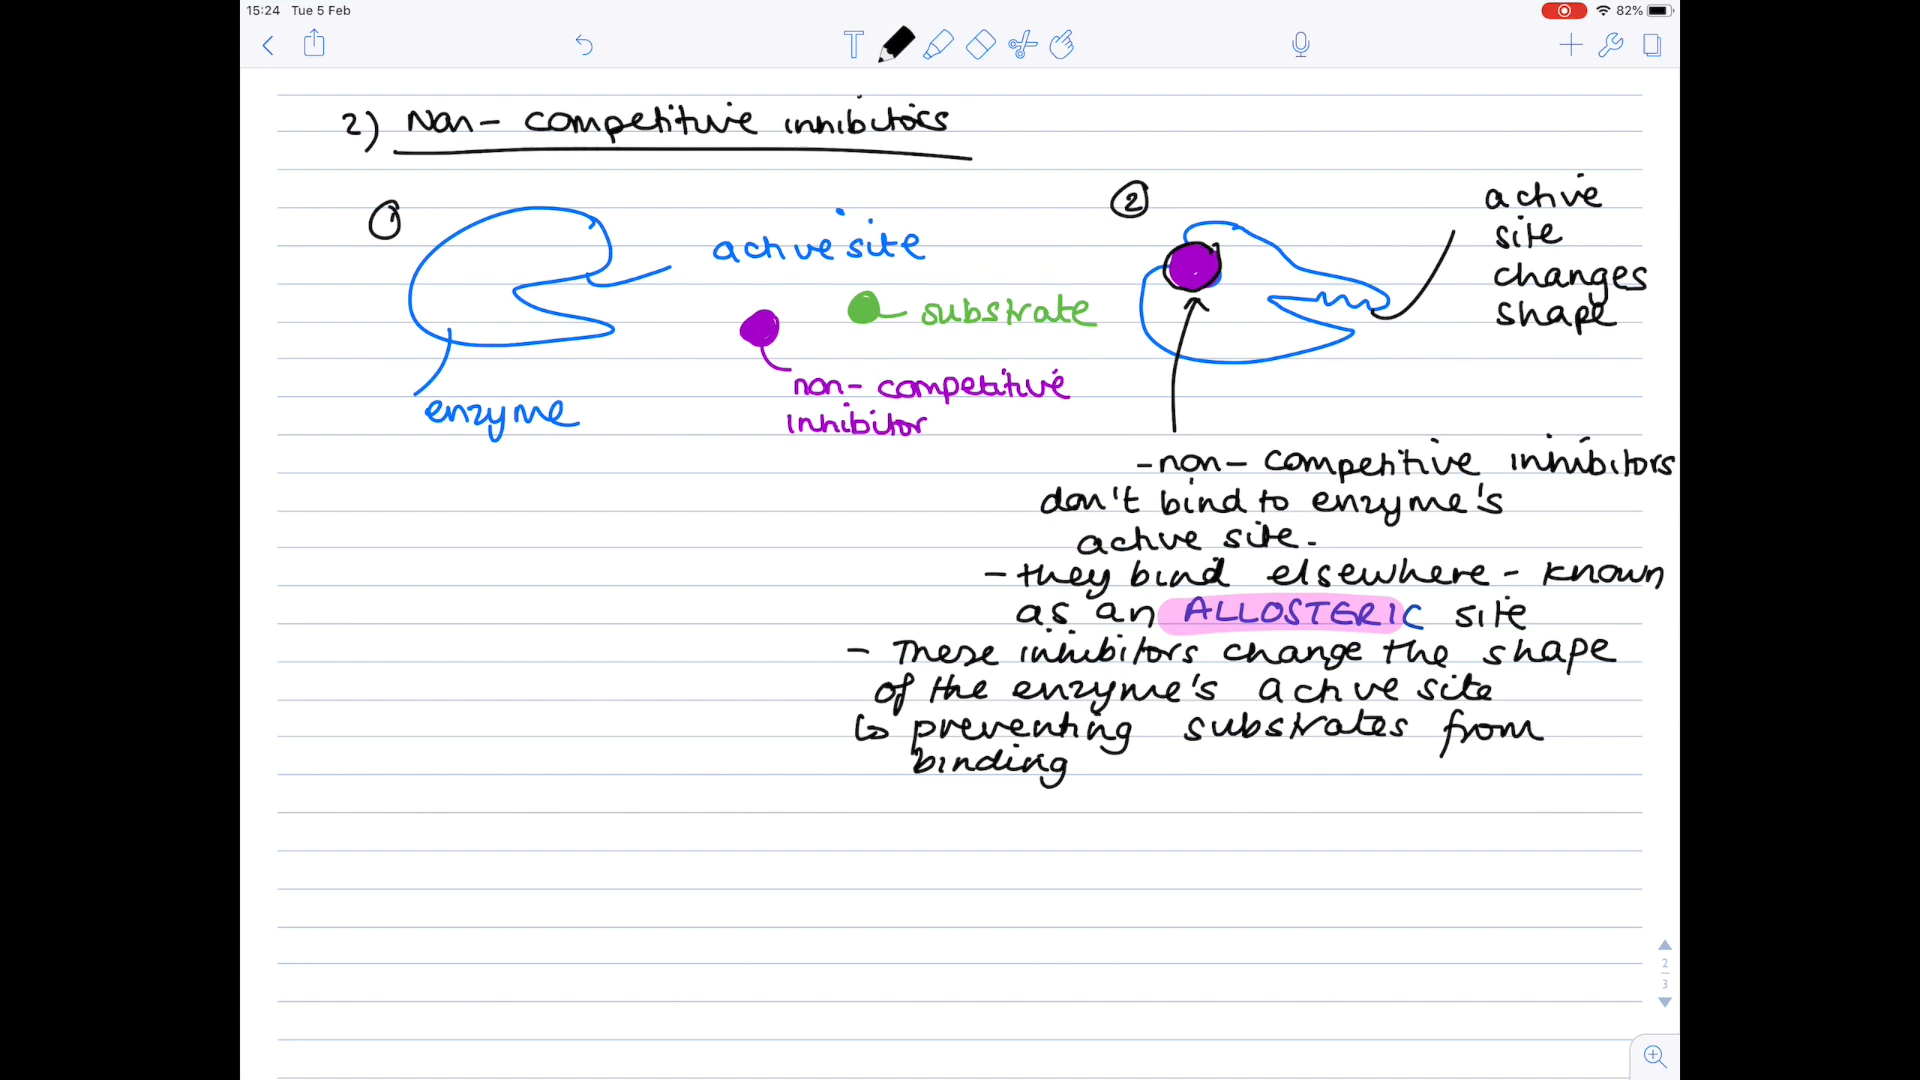 15:24 Tue 5 Feb
82%
T
2) Non-competitive inhibitors
1
active site
substrate
non-competitive
inhibitor
enzyme
2
active
site
changes
shape
- non-competitive inhibitors
don't bind to enzyme's
active site.
- they bind elsewhere - known
as an ALLOSTERIC site
- These inhibitors change the shape
of the enzyme's active site
↳ preventing substrates from
binding
2
3